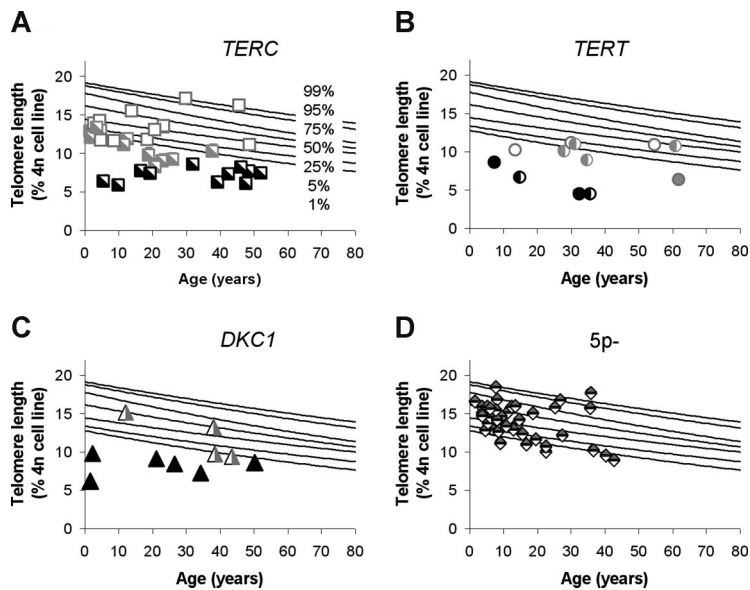 A
TERC
Telomere length
(% 4n cell line)
20
15
10
5
0
99%
95%
75%
50%
25%
5%
1%
0 10 20 30 40 50 60 70 80
Age (years)
B
TERT
Telomere length
(% 4n cell line)
20
15
10
5
0
0 10 20 30 40 50 60 70 80
Age (years)
C
DKC1
Telomere length
(% 4n cell line)
20
15
10
5
0
0 10 20 30 40 50 60 70 80
Age (years)
D
5p-
Telomere length
(% 4n cell line)
20
15
10
5
0
0 10 20 30 40 50 60 70 80
Age (years)